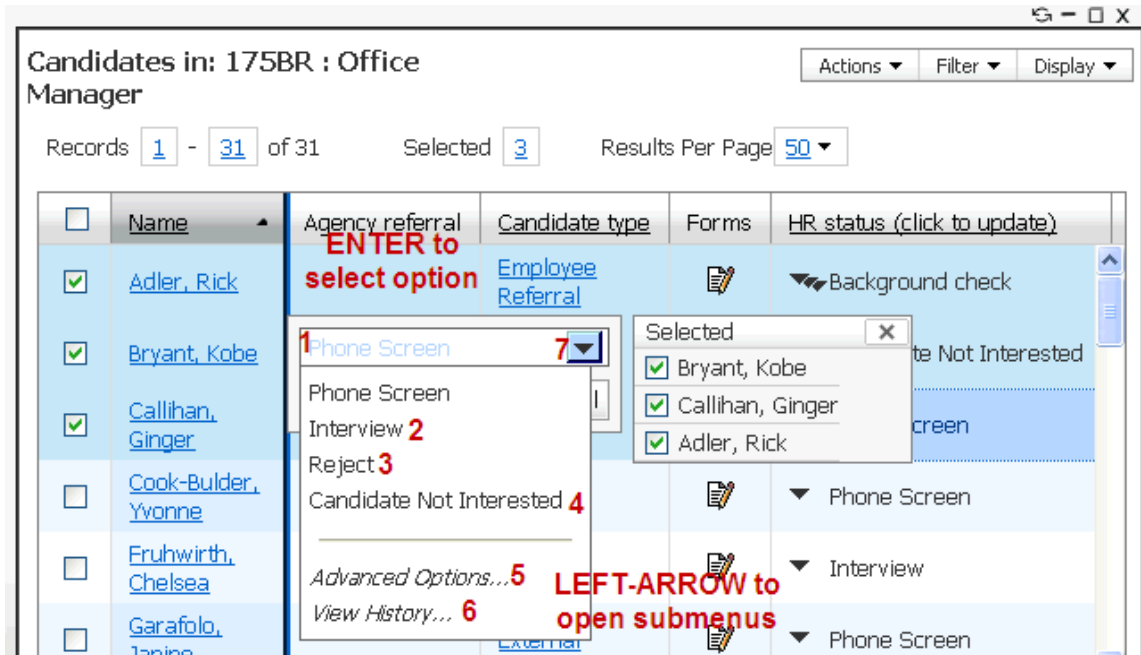 X
Candidates in: 175BR : Office
Manager
Actions Filter Display
Records 1 - 31 of 31 Selected 3 Results Per Page 50
Name Agency referral Candidate type Forms HR status (click to update)
ENTER to
select option
Adler, Rick Employee
Referral Background check
1 Phone Screen 7
Selected X
Bryant, Kobe Bryant, Kobe te Not Interested
Phone Screen
Callihan,
Ginger Callihan, Ginger creen
Interview 2
Adler, Rick
Reject 3
Cook-Bulder,
Yvonne Candidate Not Interested 4 Phone Screen
Fruhwirth,
Chelsea Interview
Advanced Options...5
LEFT-ARROW to
open submenus
View History... 6
Garafolo,
Janine External Phone Screen